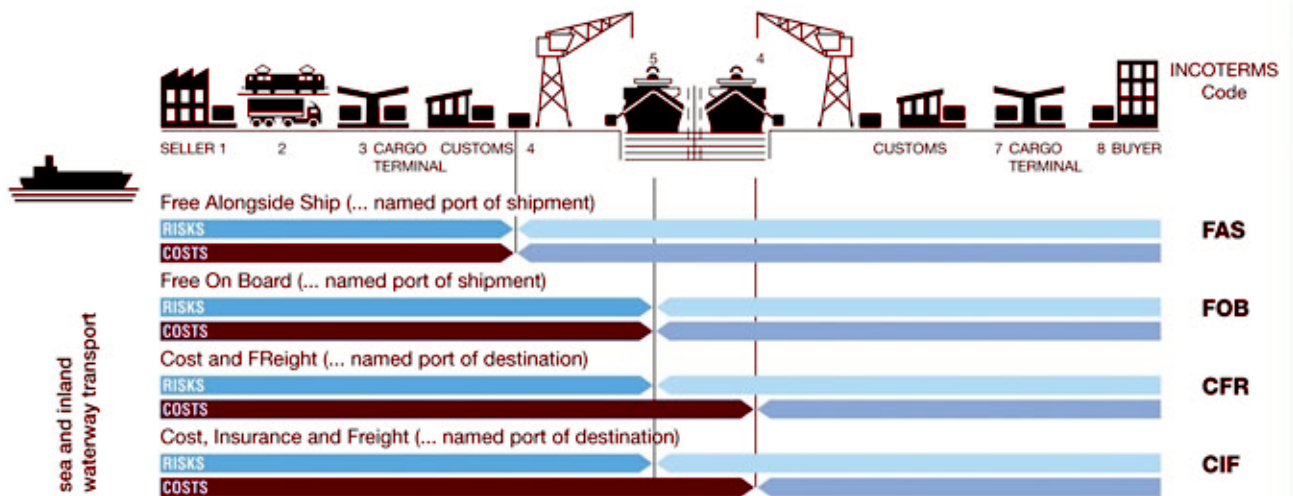 5 4
INCOTERMS
Code
SELLER 1 2 3 CARGO TERMINAL CUSTOMS 4 CUSTOMS 7 CARGO TERMINAL 8 BUYER
Free Alongside Ship (... named port of shipment)
RISKS
COSTS
FAS
Free On Board (... named port of shipment)
RISKS
COSTS
FOB
Cost and FReight (... named port of destination)
RISKS
COSTS
CFR
Cost, Insurance and Freight (... named port of destination)
RISKS
COSTS
CIF
sea and inland
waterway transport